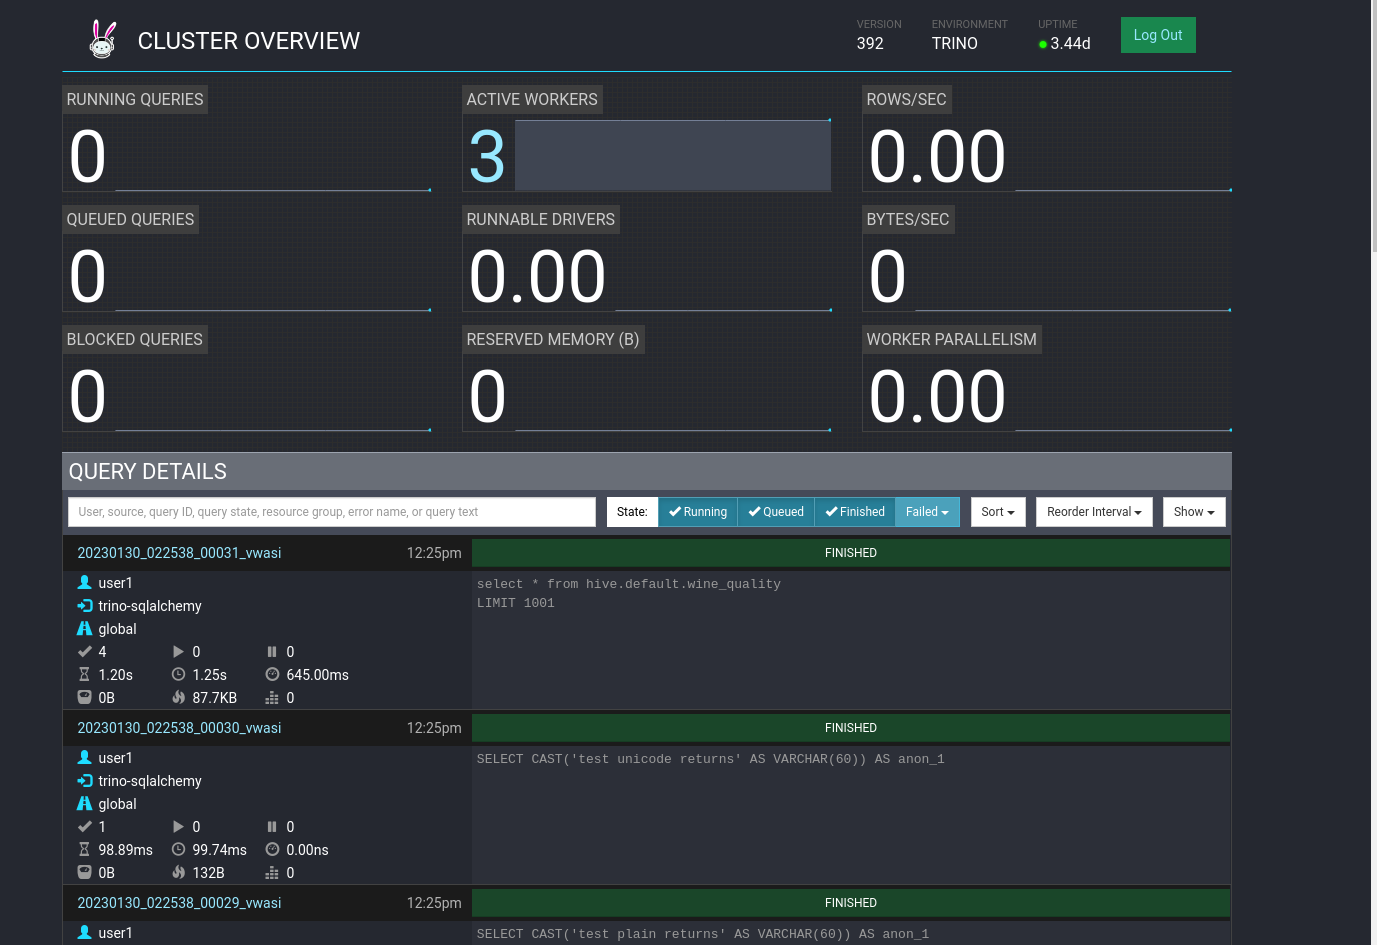 CLUSTER OVERVIEW
VERSION
392
ENVIRONMENT
TRINO
UPTIME
3.44d
Log Out
RUNNING QUERIES
0
ACTIVE WORKERS
3
ROWS/SEC
0.00
QUEUED QUERIES
0
RUNNABLE DRIVERS
0.00
BYTES/SEC
0
BLOCKED QUERIES
0
RESERVED MEMORY (B)
0
WORKER PARALLELISM
0.00
QUERY DETAILS
User, source, query ID, query state, resource group, error name, or query text
State:
Running
Queued
Finished
Failed
Sort
Reorder Interval
Show
20230130_022538_00031_vwasi
12:25pm
FINISHED
user1
trino-sqlalchemy
global
4 0 0
1.20s 1.25s 645.00ms
0B 87.7KB 0
select * from hive.default.wine_quality
LIMIT 1001
20230130_022538_00030_vwasi
12:25pm
FINISHED
user1
trino-sqlalchemy
global
1 0 0
98.89ms 99.74ms 0.00ns
0B 132B 0
SELECT CAST('test unicode returns' AS VARCHAR(60)) AS anon_1
20230130_022538_00029_vwasi
12:25pm
FINISHED
user1
SELECT CAST('test plain returns' AS VARCHAR(60)) AS anon_1